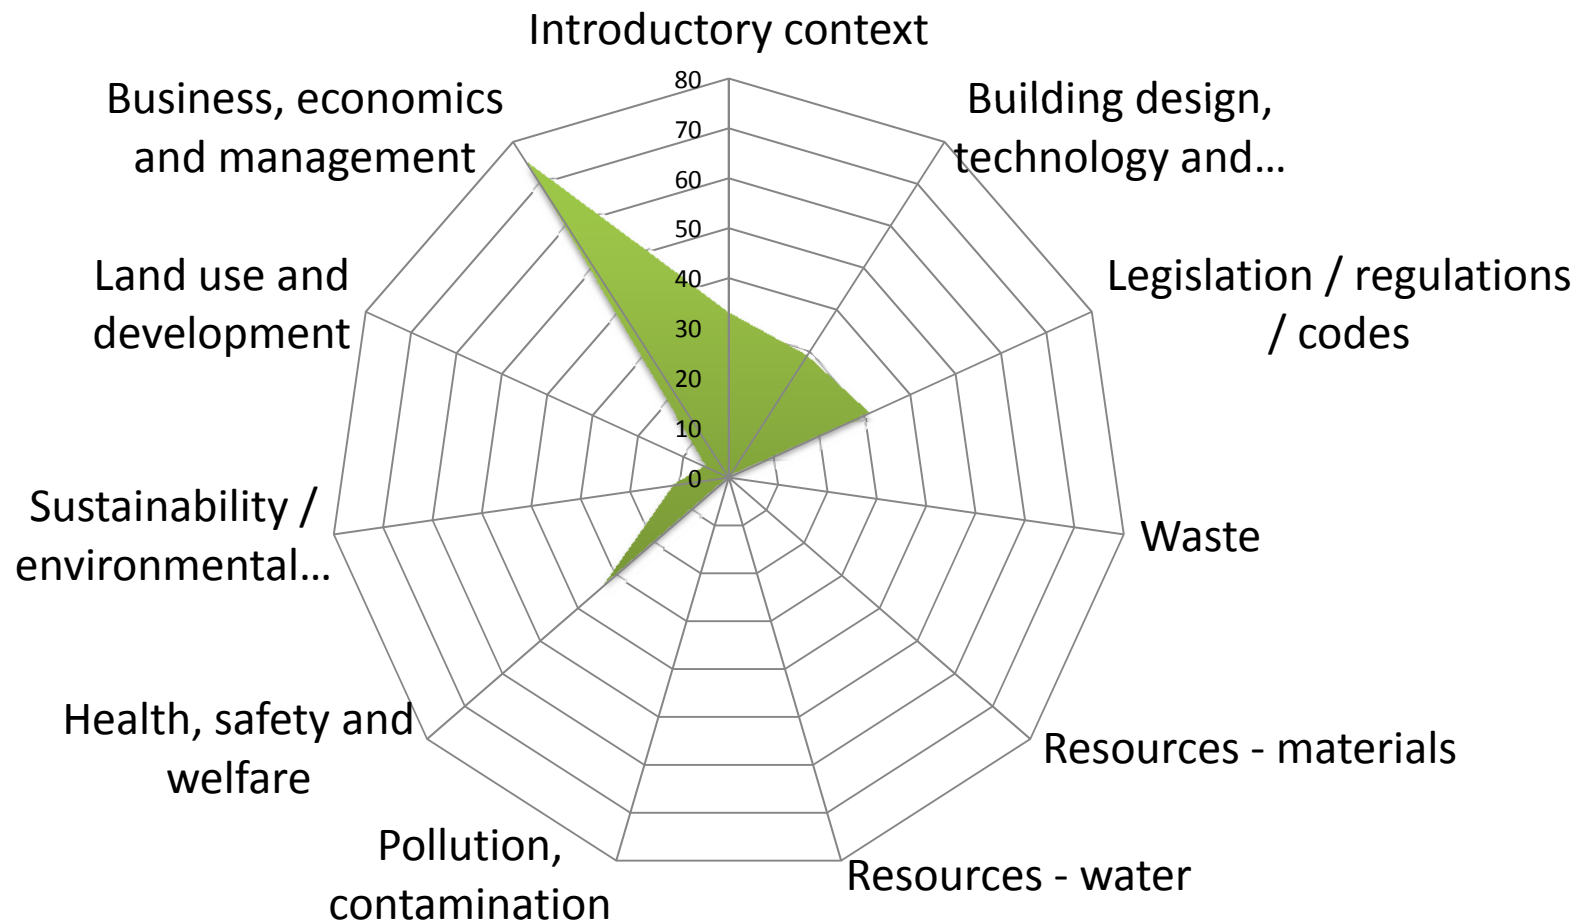 Introductory context
Building design,
technology and…
Legislation / regulations
/ codes
Waste
Resources - materials
Resources - water
Pollution,
contamination
Health, safety and
welfare
Sustainability /
environmental…
Land use and
development
Business, economics
and management
80
70
60
50
40
30
20
10
0